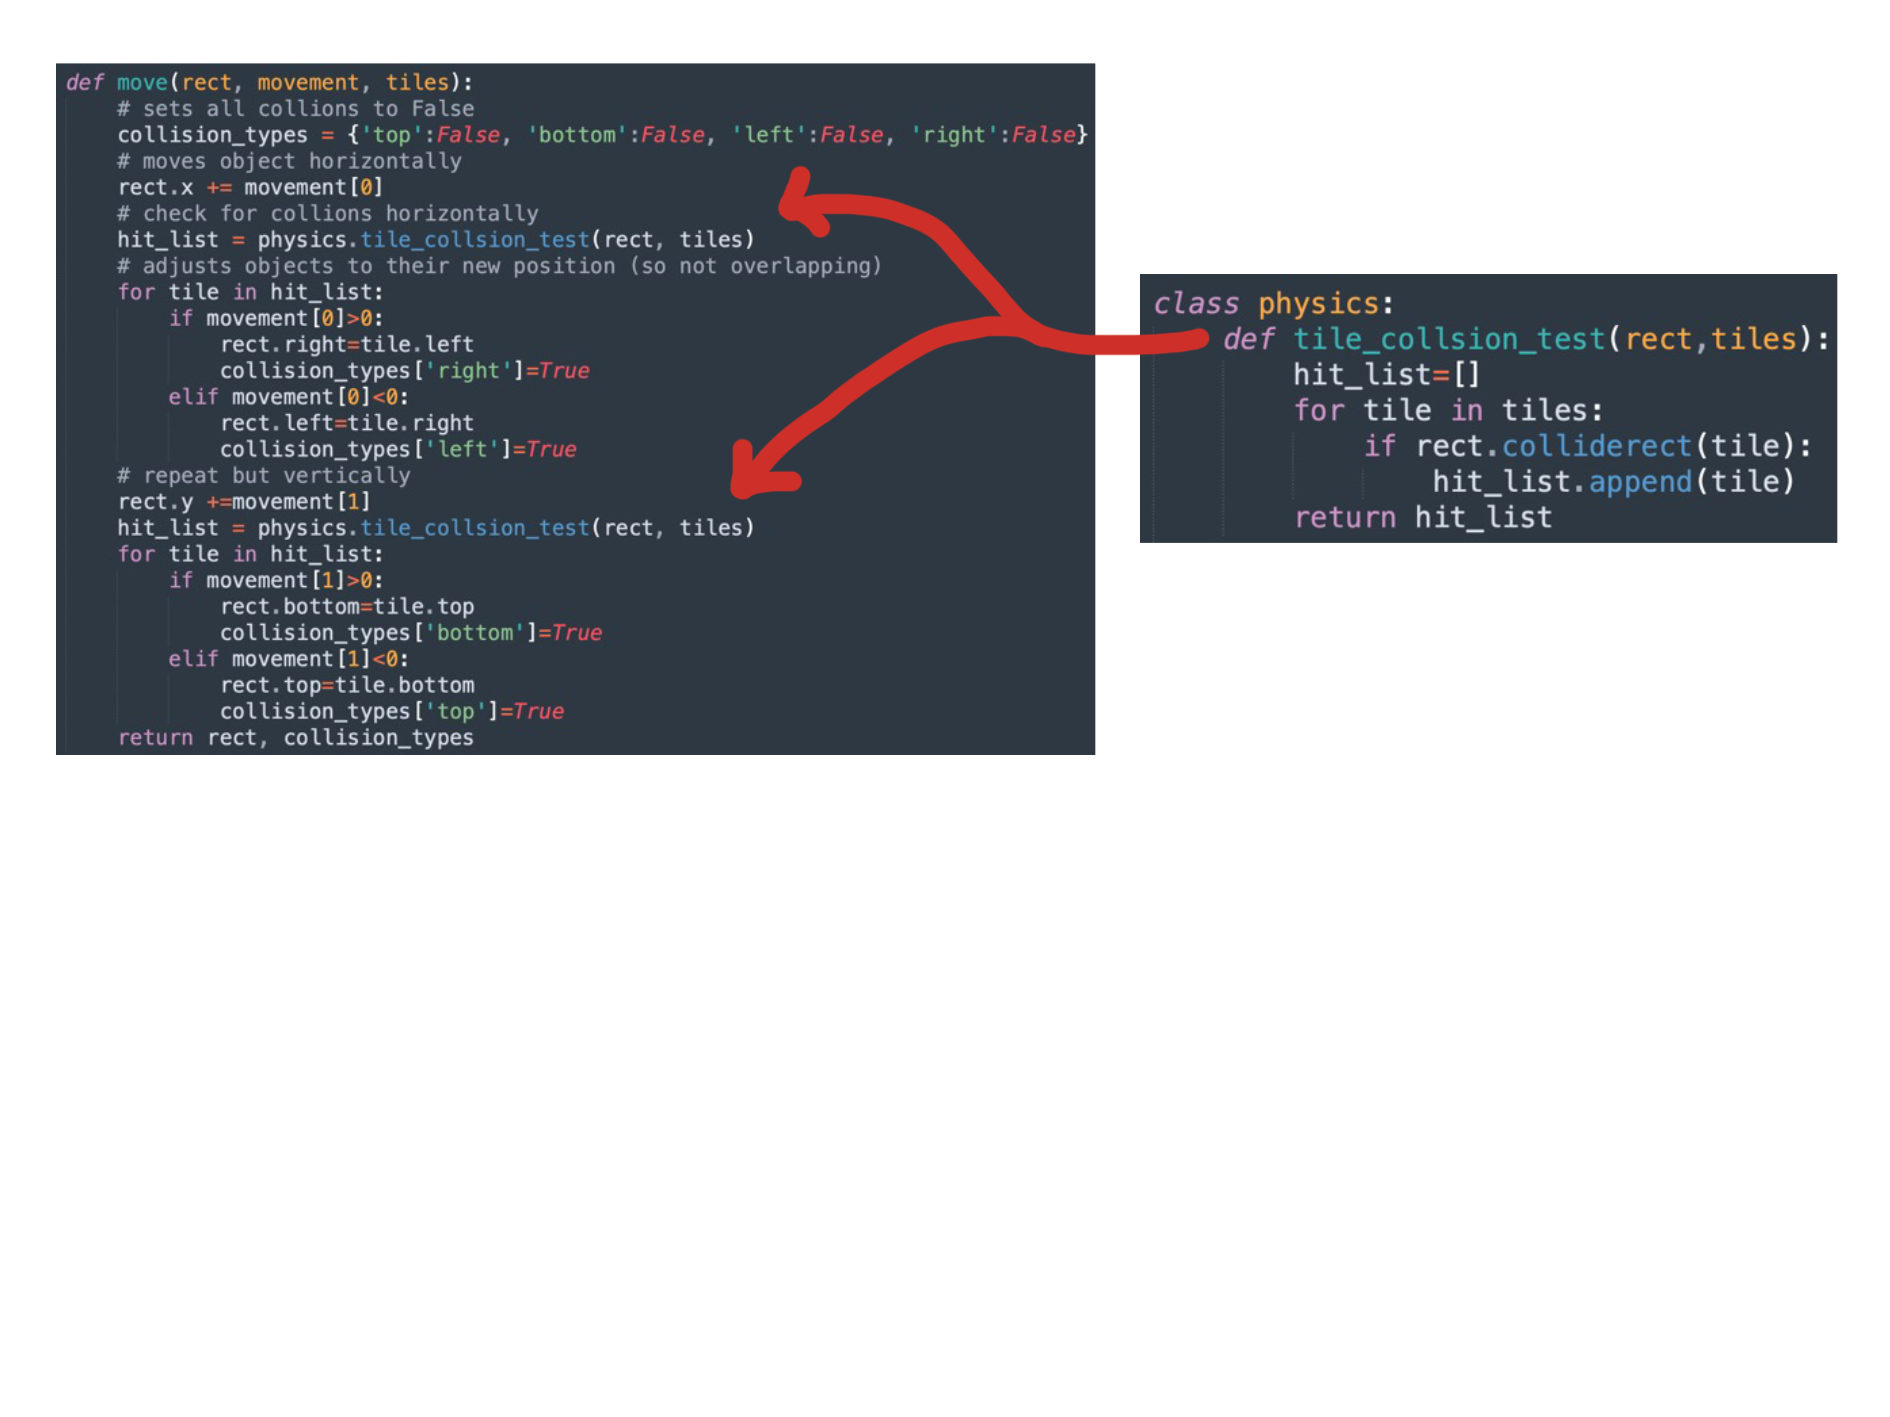 def move(rect, movement, tiles):
    # sets all collions to False
    collision_types = {'top':False, 'bottom':False, 'left':False, 'right':False}
    # moves object horizontally
    rect.x += movement[0]
    # check for collions horizontally
    hit_list = physics.tile_collsion_test(rect, tiles)
    # adjusts objects to their new position (so not overlapping)
    for tile in hit_list:
        if movement[0]>0:
            rect.right=tile.left
            collision_types['right']=True
        elif movement[0]<0:
            rect.left=tile.right
            collision_types['left']=True
    # repeat but vertically
    rect.y +=movement[1]
    hit_list = physics.tile_collsion_test(rect, tiles)
    for tile in hit_list:
        if movement[1]>0:
            rect.bottom=tile.top
            collision_types['bottom']=True
        elif movement[1]<0:
            rect.top=tile.bottom
            collision_types['top']=True
    return rect, collision_types
class physics:
    def tile_collsion_test(rect,tiles):
        hit_list=[]
        for tile in tiles:
            if rect.colliderect(tile):
                hit_list.append(tile)
        return hit_list